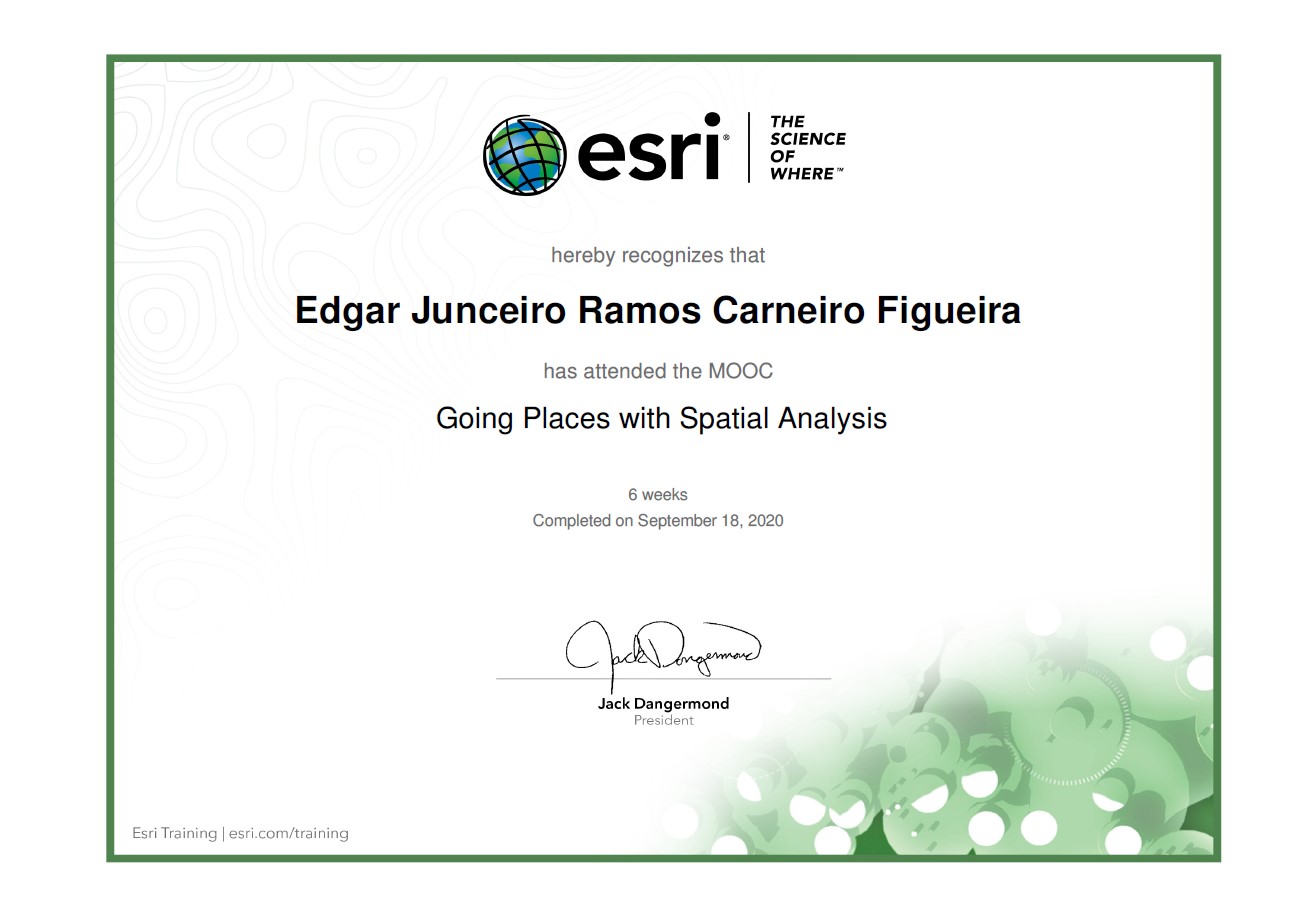 esri®
THE
SCIENCE
OF
WHERE™
hereby recognizes that
Edgar Junceiro Ramos Carneiro Figueira
has attended the MOOC
Going Places with Spatial Analysis
6 weeks
Completed on September 18, 2020
Jack Dangermond
Jack Dangermond
President
Esri Training | esri.com/training